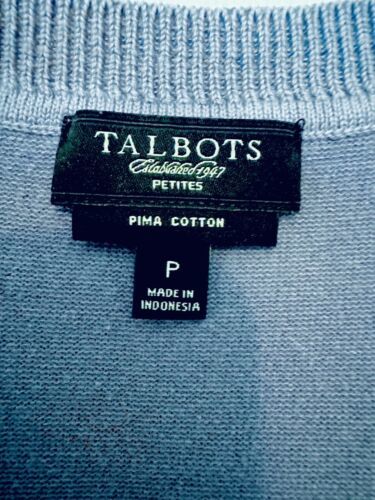 TALBOTS
Established 1947
PETITES
PIMA COTTON
P
MADE IN
INDONESIA